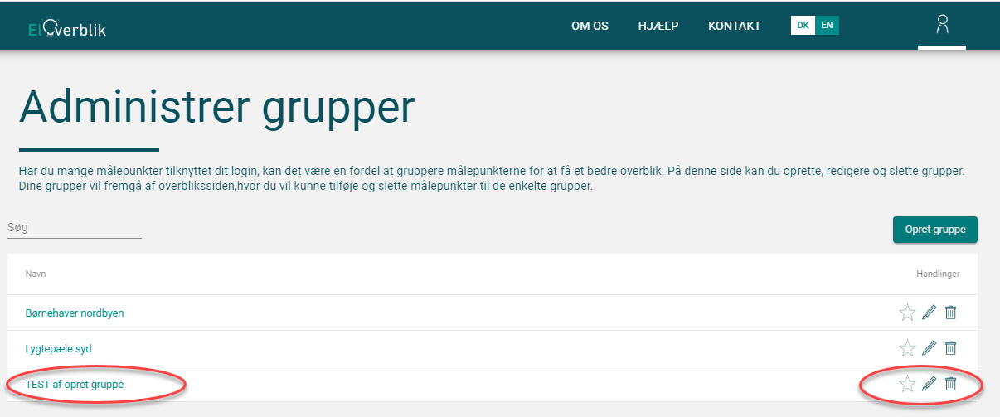 ElOverblik
OM OS
HJÆLP
KONTAKT
DK
EN
Administrer grupper
Har du mange målepunkter tilknyttet dit login, kan det være en fordel at gruppere målepunkterne for at få et bedre overblik. På denne side kan du oprette, redigere og slette grupper.
Dine grupper vil fremgå af overblikssiden,hvor du vil kunne tilføje og slette målepunkter til de enkelte grupper.
Søg
Opret gruppe
Navn
Handlinger
Børnehaver nordbyen
Lygtepæle syd
TEST af opret gruppe